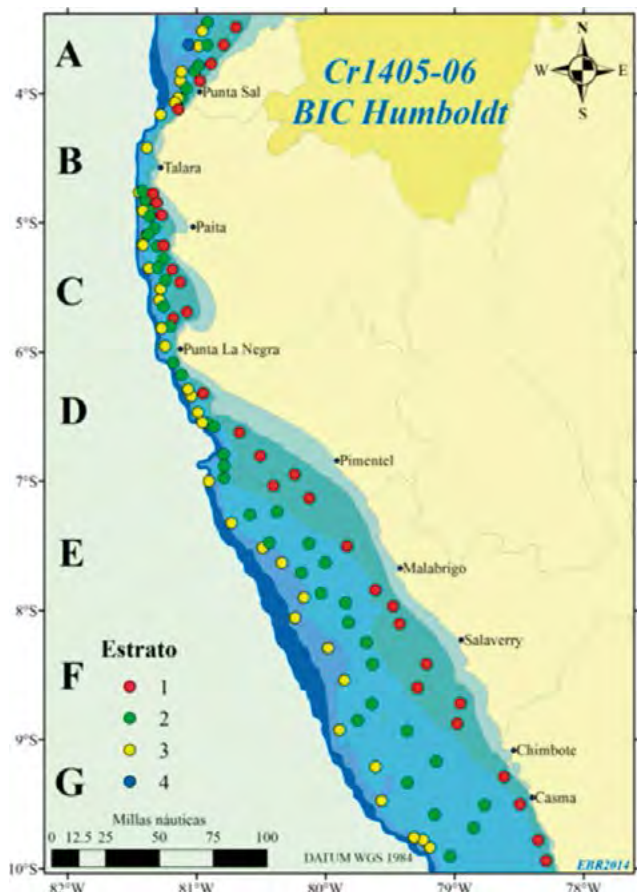 A
Cr1405-06
BIC Humboldt
N
W E
S
4°S
Punta Sal
B
Talara
5°S
Paita
C
6°S
Punta La Negra
D
Pimentel
7°S
E
Malabrigo
8°S
Salaverry
Estrato
F
1
2
3
4
9°S
Chimbote
G
Casma
Millas náuticas
0 12.5 25 50 75 100
DATUM WGS 1984
EBR2014
10°S
82°W 81°W 80°W 79°W 78°W